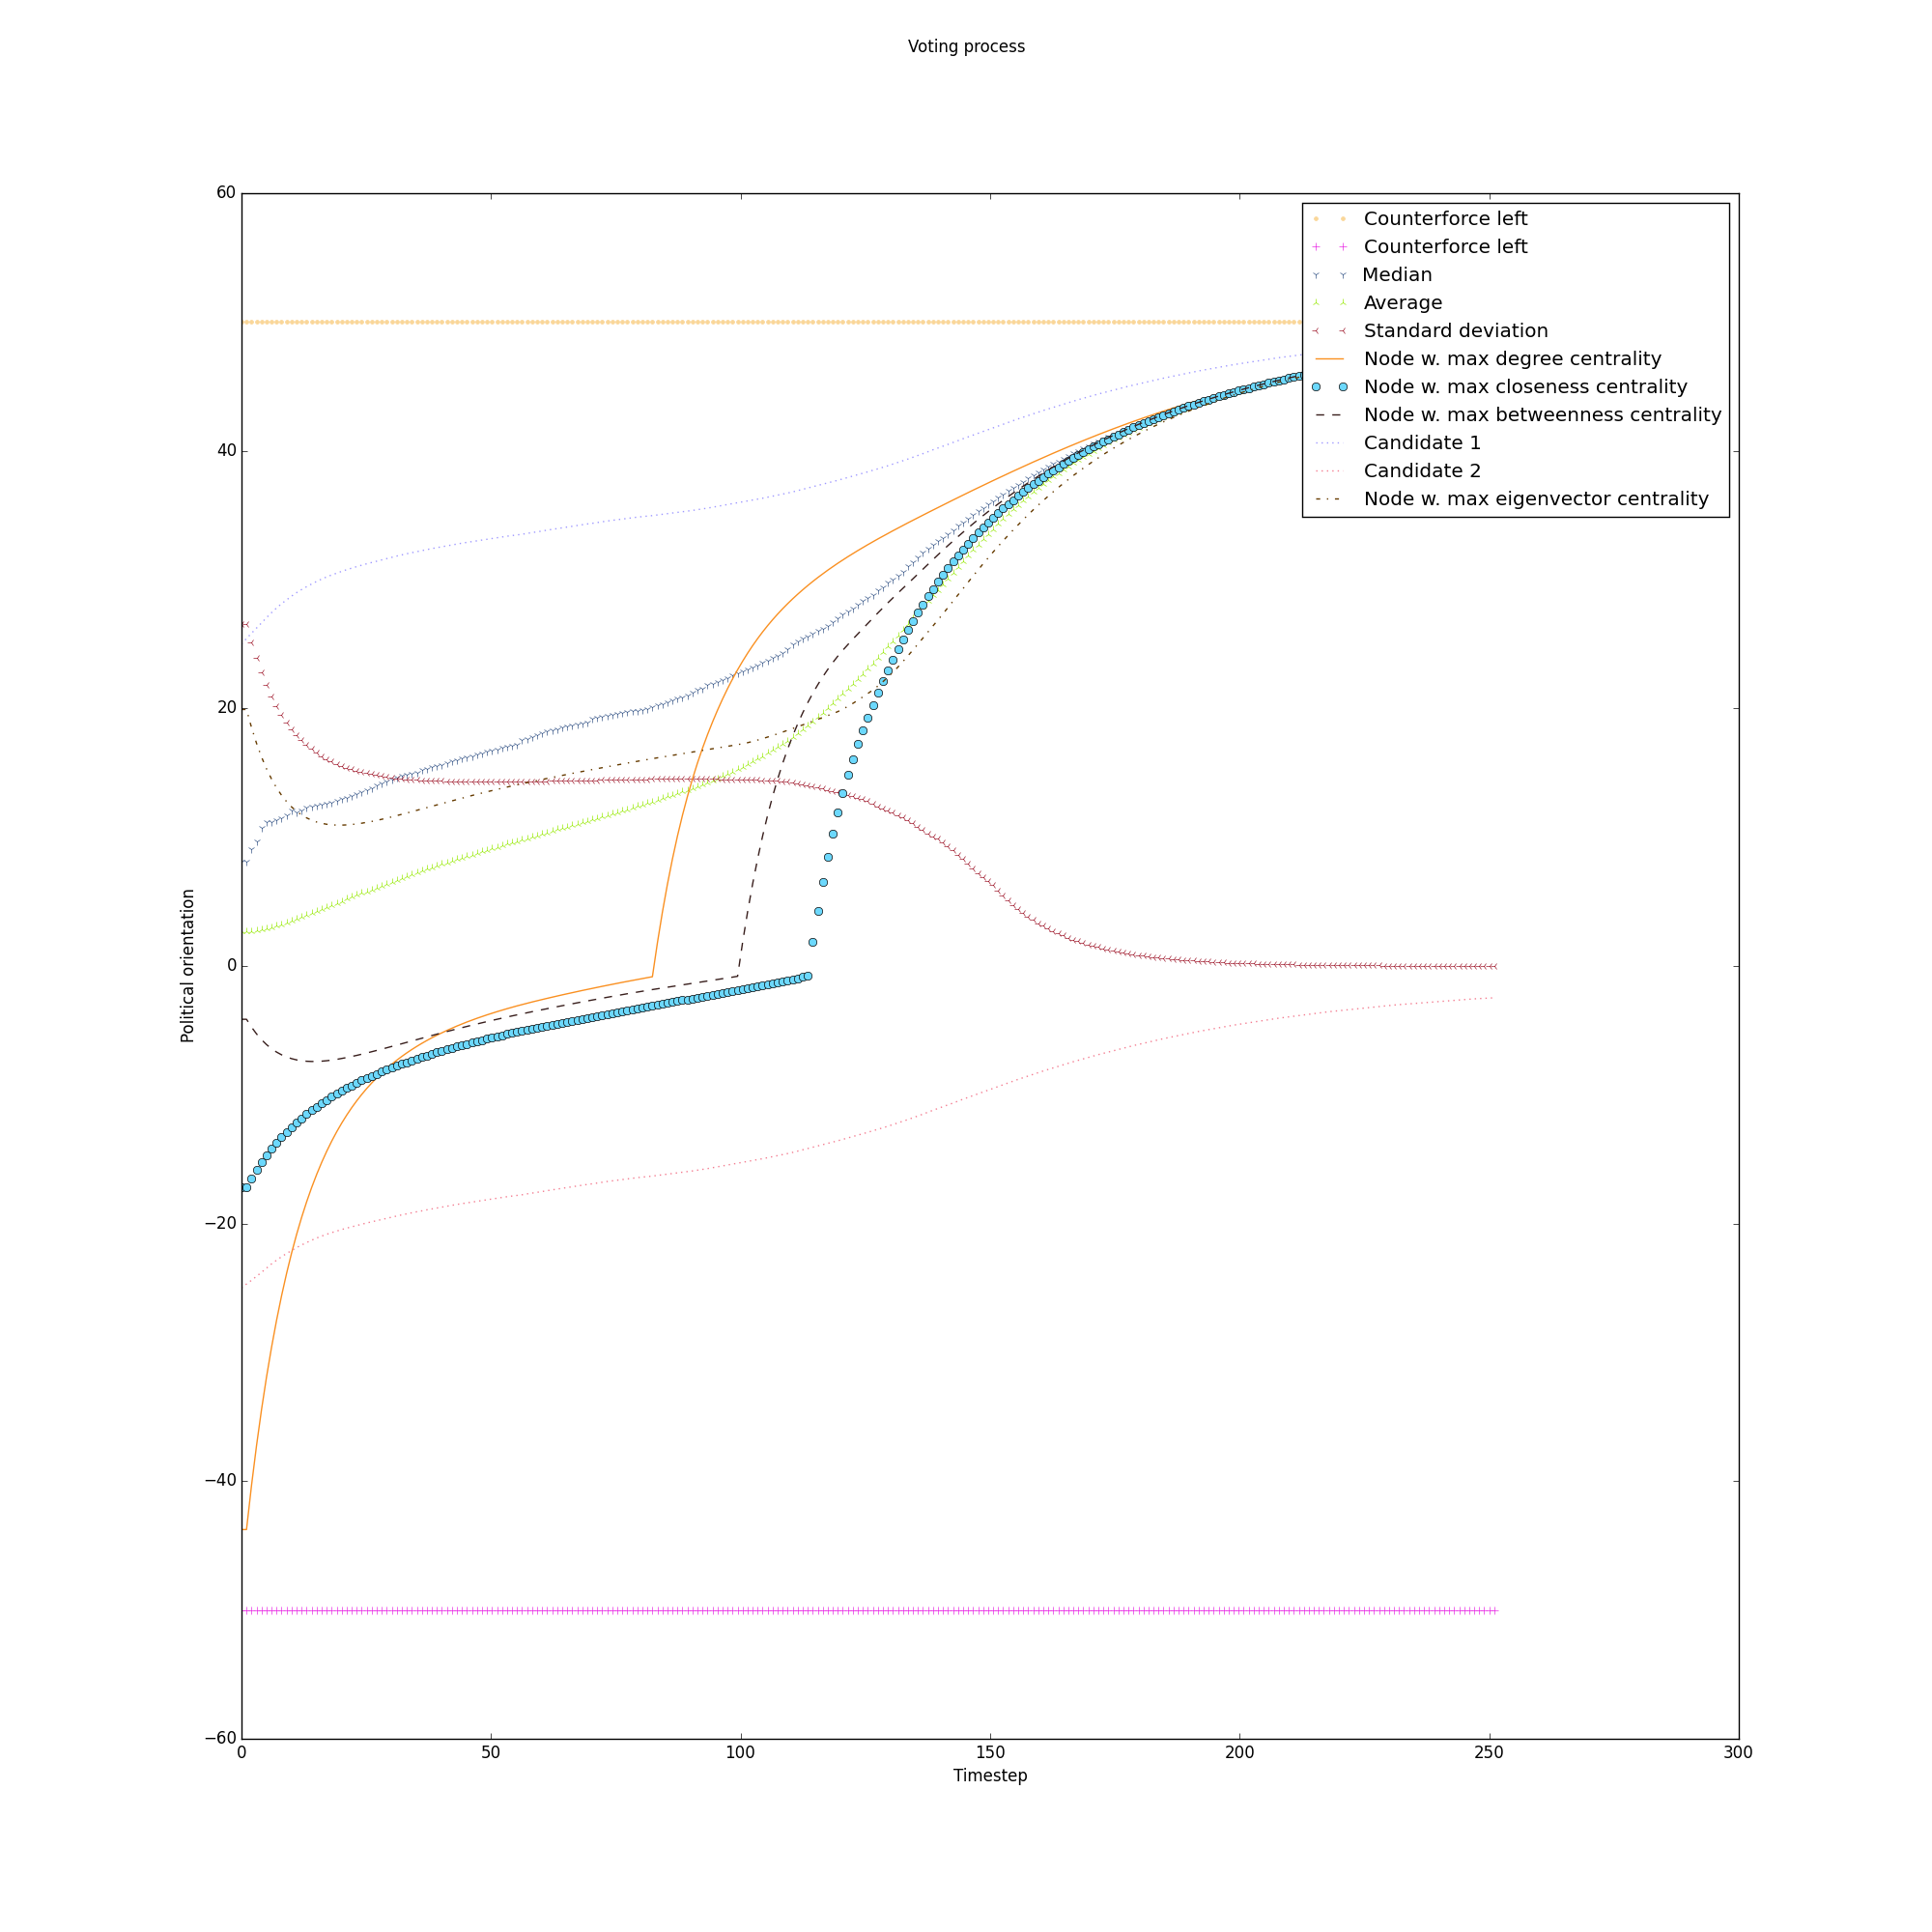 Voting process
60
40
20
0
−20
−40
−60
Political orientation
Counterforce left
Counterforce left
Median
Average
Standard deviation
Node w. max degree centrality
Node w. max closeness centrality
Node w. max betweenness centrality
Candidate 1
Candidate 2
Node w. max eigenvector centrality
0 50 100 150 200 250 300
Timestep